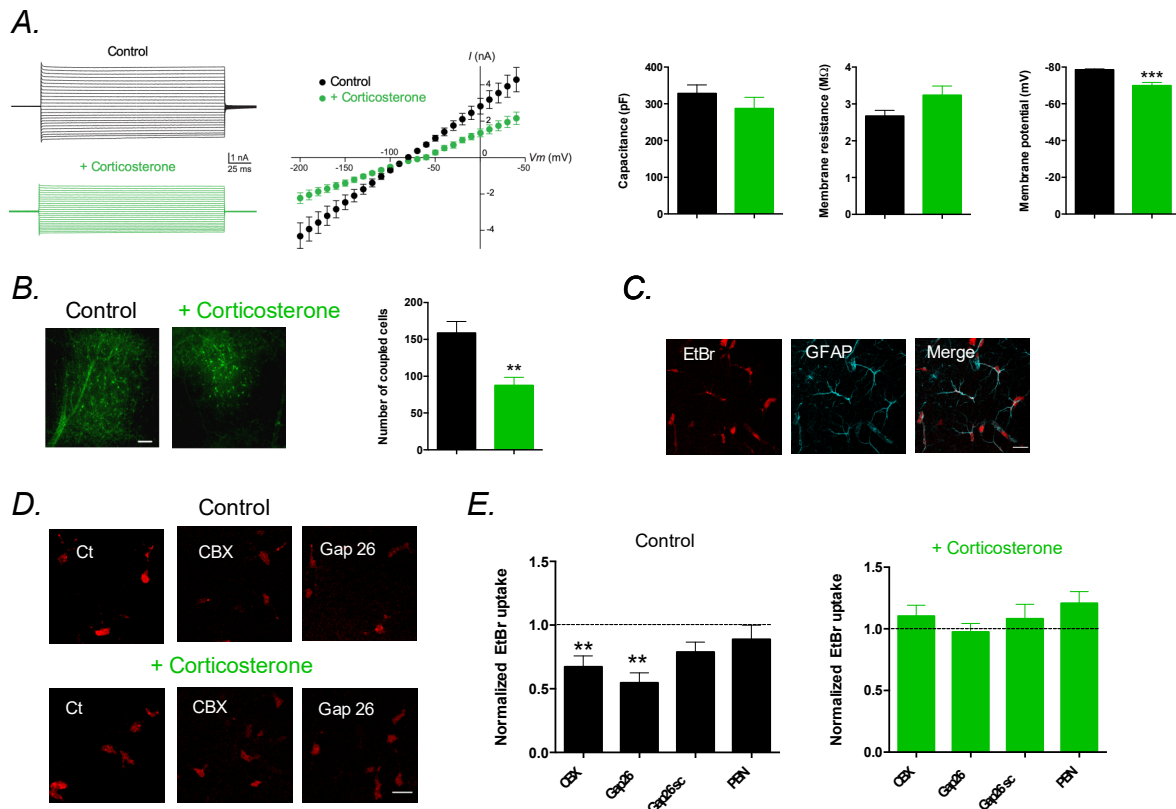 A.
Control
+ Corticosterone
1 nA
25 ms
I (nA)
Control
+ Corticosterone
4
2
-2
-4
Vm (mV)
-200
-150
-100
-50
0
-50
Capacitance (pF)
400
300
200
100
0
Membrane resistance (MΩ)
4
3
2
1
0
Membrane potential (mV)
-80
-60
-40
-20
0
***
B.
Control
+ Corticosterone
Number of coupled cells
200
150
100
50
0
**
C.
EtBr
GFAP
Merge
D.
Control
Ct
CBX
Gap 26
+ Corticosterone
Ct
CBX
Gap 26
E.
Control
Normalized EtBr uptake
1.5
1.0
0.5
0.0
**
**
CBX
Gap26
Gap26 sc
PBN
+ Corticosterone
Normalized EtBr uptake
1.5
1.0
0.5
0.0
CBX
Gap26
Gap26 sc
PBN